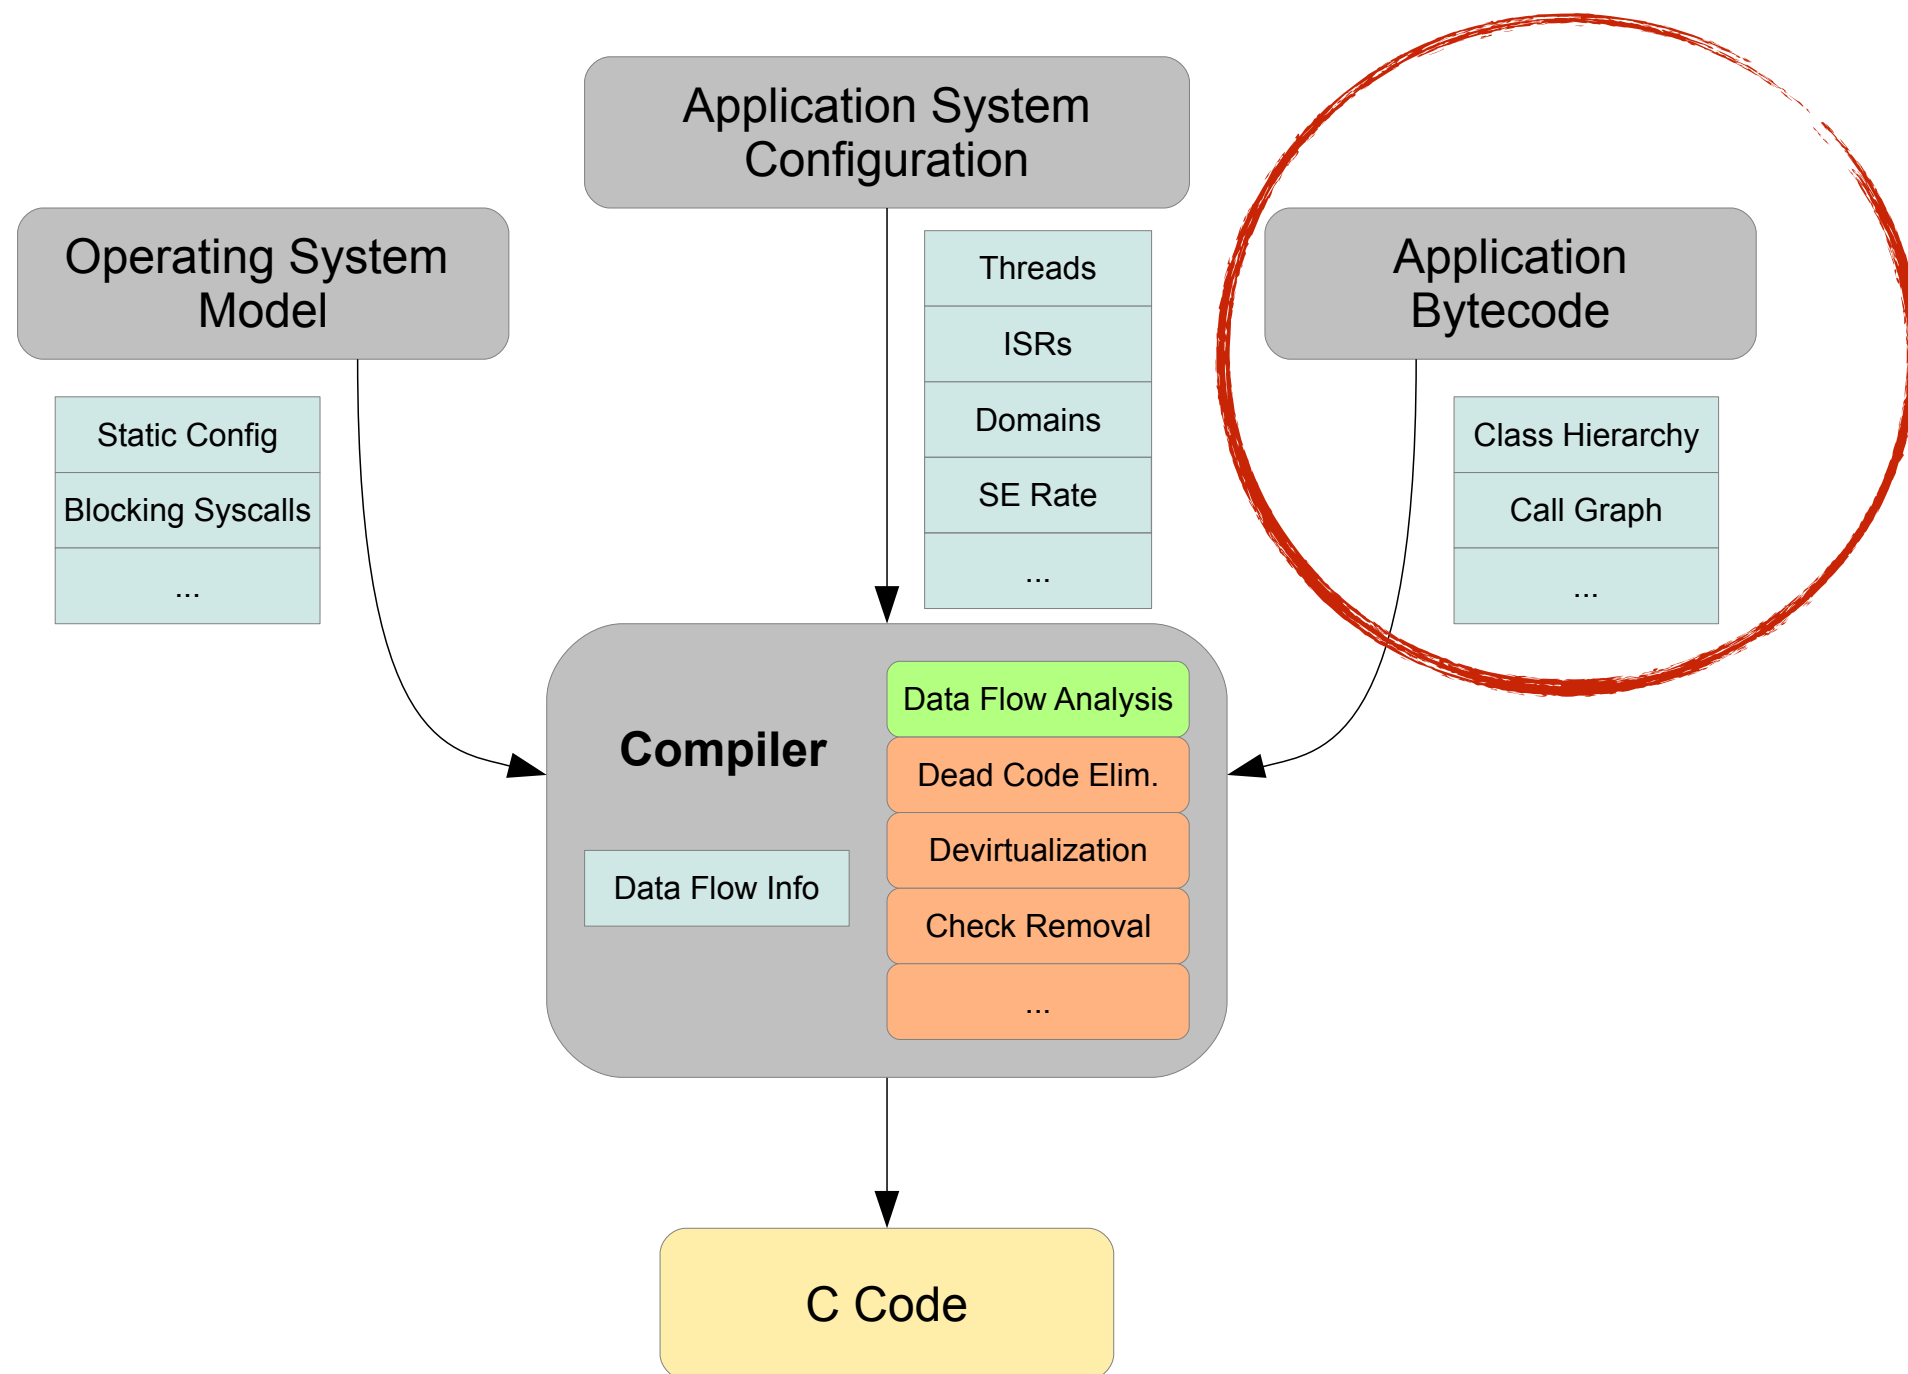 Application System
Configuration
Operating System
Model
Application
Bytecode
Threads
ISRs
Domains
SE Rate
...
Static Config
Blocking Syscalls
...
Class Hierarchy
Call Graph
...
Compiler
Data Flow Info
Data Flow Analysis
Dead Code Elim.
Devirtualization
Check Removal
...
C Code